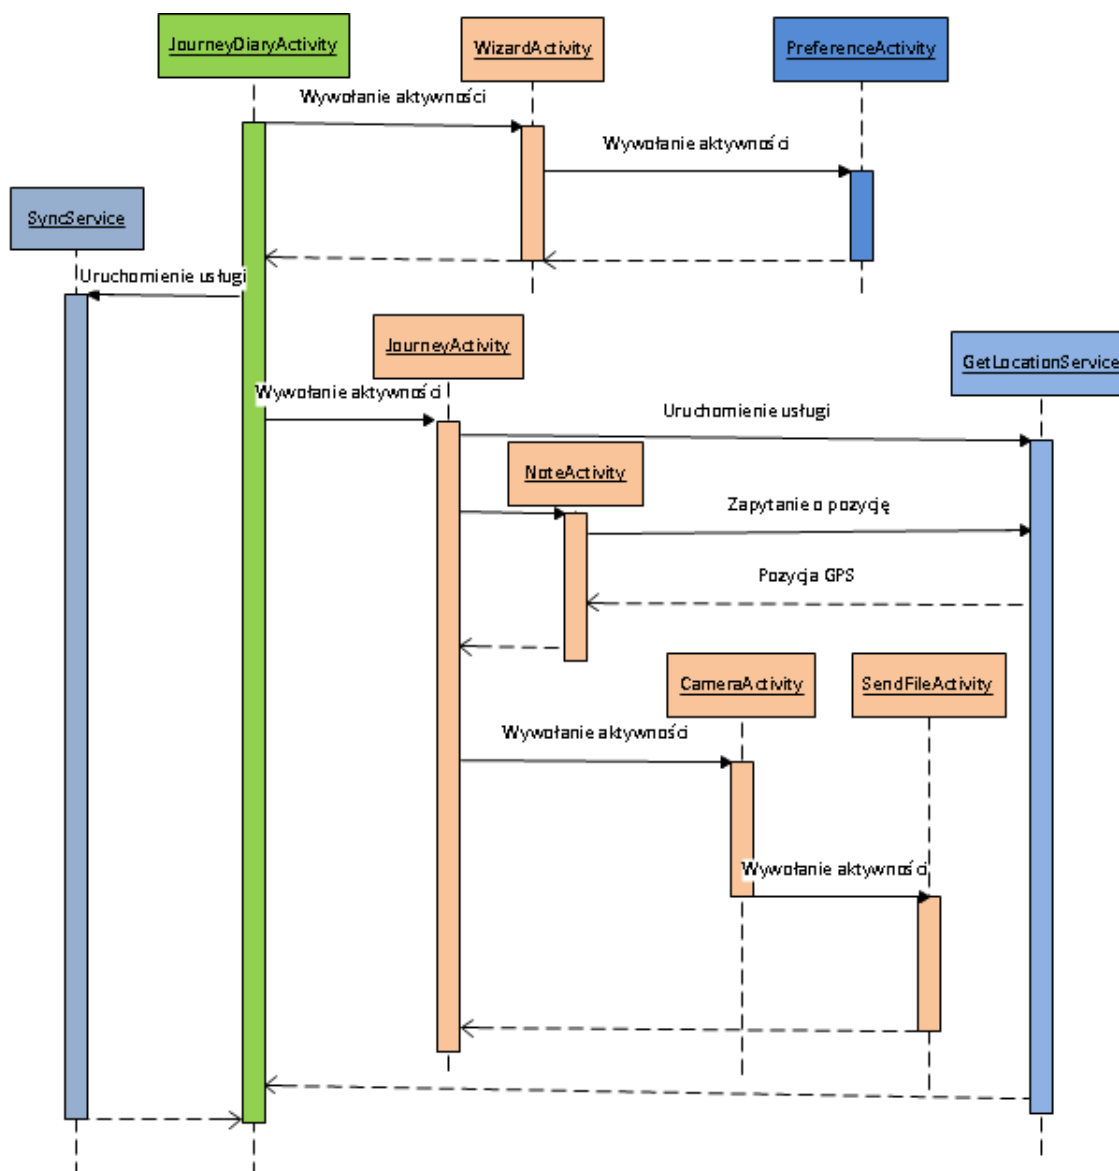 JourneyDiaryActivity
WizardActivity
PreferenceActivity
Wywołanie aktywności
Wywołanie aktywności
SyncService
Uruchomienie usługi
JourneyActivity
GetLocationService
Wywołanie aktywności
Uruchomienie usługi
NoteActivity
Zapytanie o pozycję
Pozycja GPS
CameraActivity
SendFileActivity
Wywołanie aktywności
Wywołanie aktywności